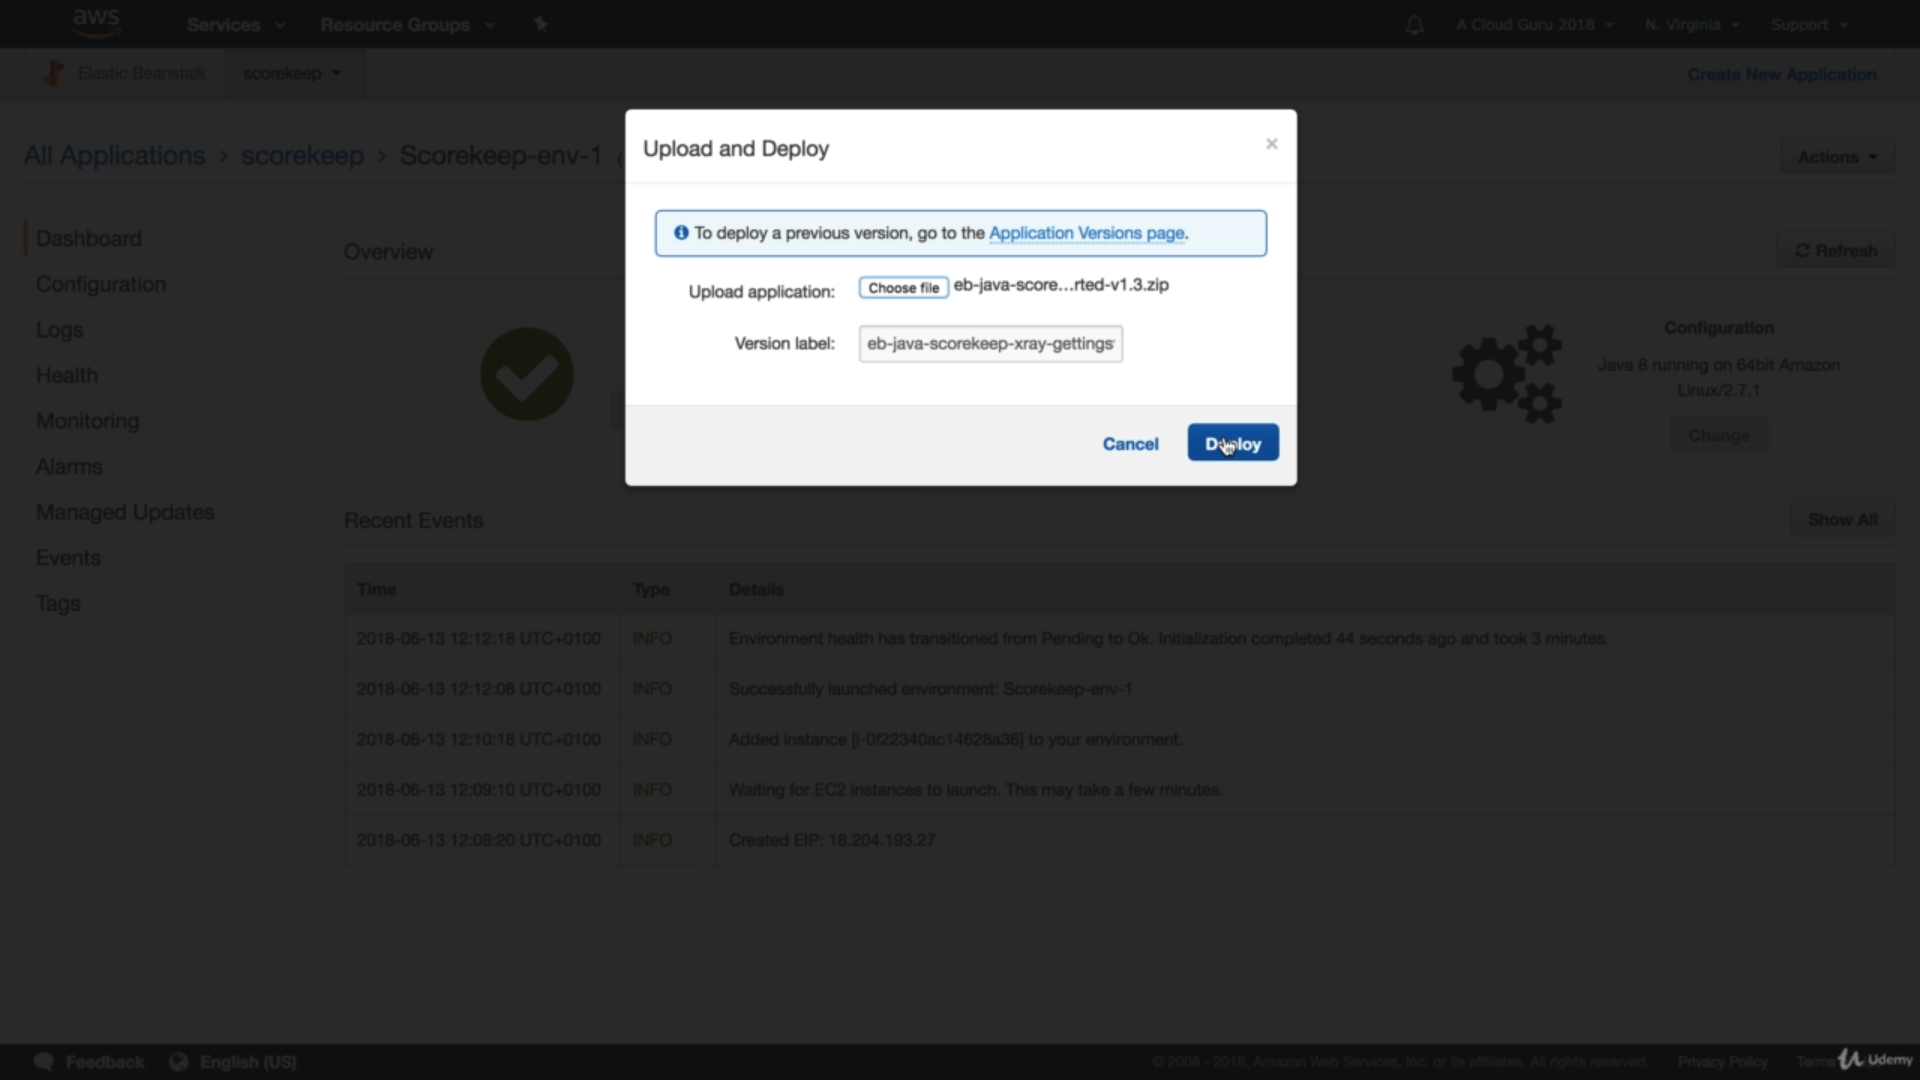 aws
Services
Resource Groups
A Cloud Guru 2018
N. Virginia
Support
Elastic Beanstalk
scorekeep
Create New Application
All Applications › scorekeep › Scorekeep-env-1
Actions
Upload and Deploy
×
To deploy a previous version, go to the Application Versions page.
Upload application:
Choose file
eb-java-score...rted-v1.3.zip
Version label:
eb-java-scorekeep-xray-gettings
Cancel
Deploy
Dashboard
Configuration
Logs
Health
Monitoring
Alarms
Managed Updates
Events
Tags
Overview
Refresh
Configuration
Java 8 running on 64bit Amazon
Linux/2.7.1
Change
Recent Events
Show All
Time Type Details
2018-06-13 12:12:18 UTC+0100 INFO Environment health has transitioned from Pending to Ok. Initialization completed 44 seconds ago and took 3 minutes.
2018-06-13 12:12:08 UTC+0100 INFO Successfully launched environment: Scorekeep-env-1
2018-06-13 12:10:18 UTC+0100 INFO Added instance [i-0f22340ac14628a36] to your environment.
2018-06-13 12:09:10 UTC+0100 INFO Waiting for EC2 instances to launch. This may take a few minutes.
2018-06-13 12:08:20 UTC+0100 INFO Created EIP: 18.204.193.27
Feedback
English (US)
© 2008 - 2018, Amazon Web Services, Inc. or its affiliates. All rights reserved.
Privacy Policy
Terms
Udemy